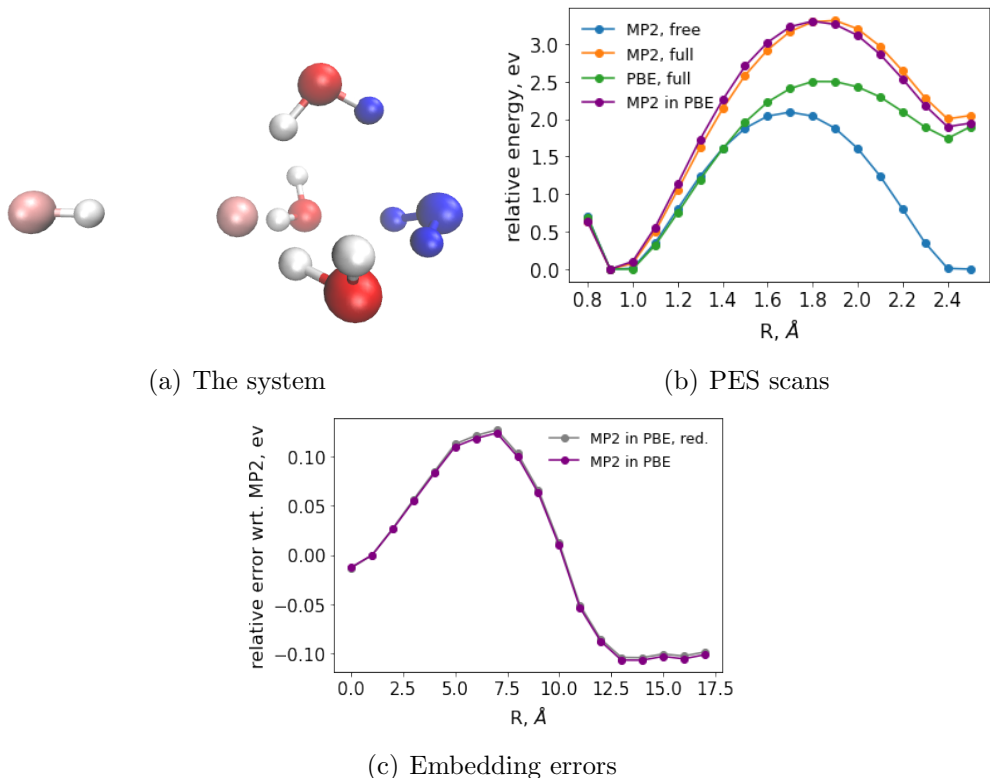 MP2, free
MP2, full
PBE, full
MP2 in PBE
relative energy, ev
3.0
2.5
2.0
1.5
1.0
0.5
0.0
0.8 1.0 1.2 1.4 1.6 1.8 2.0 2.2 2.4
R, Å
(a) The system
(b) PES scans
MP2 in PBE, red.
MP2 in PBE
relative error wrt. MP2, ev
0.10
0.05
0.00
−0.05
−0.10
0.0 2.5 5.0 7.5 10.0 12.5 15.0 17.5
R, Å
(c) Embedding errors